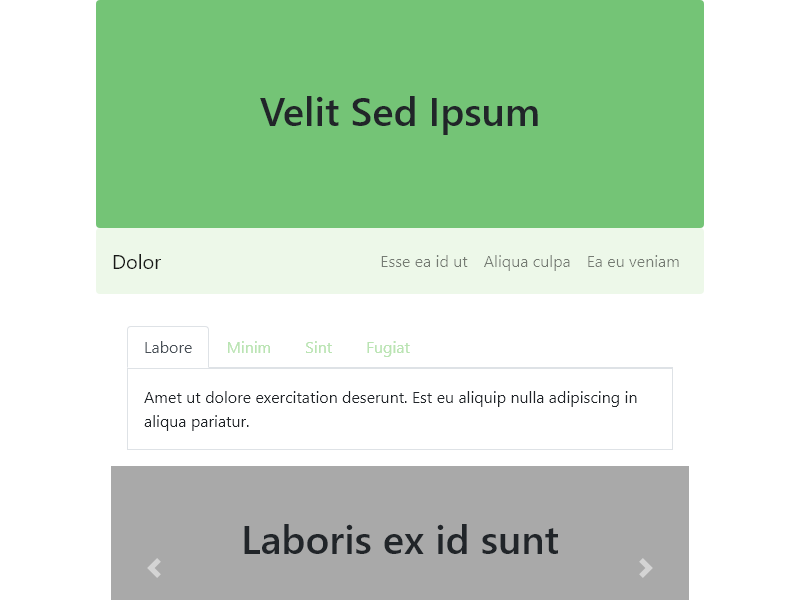 Velit Sed Ipsum
Dolor
Esse ea id ut
Aliqua culpa
Ea eu veniam
Labore
Minim
Sint
Fugiat
Amet ut dolore exercitation deserunt. Est eu aliquip nulla adipiscing in
aliqua pariatur.
Laboris ex id sunt